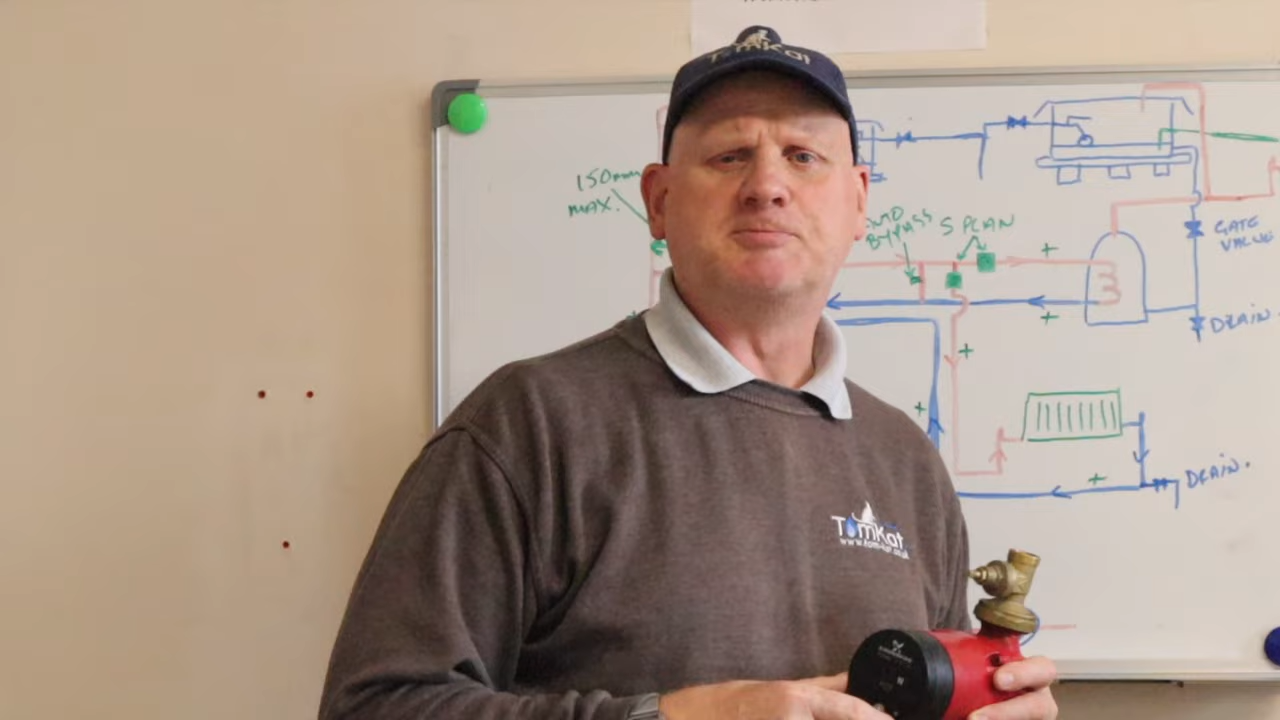 TomKat
150mm
MAX.
BYPASS
S PLAN
GATE
VALVE
DRAIN.
DRAIN.
TomKat
www.tom-kat.co.uk